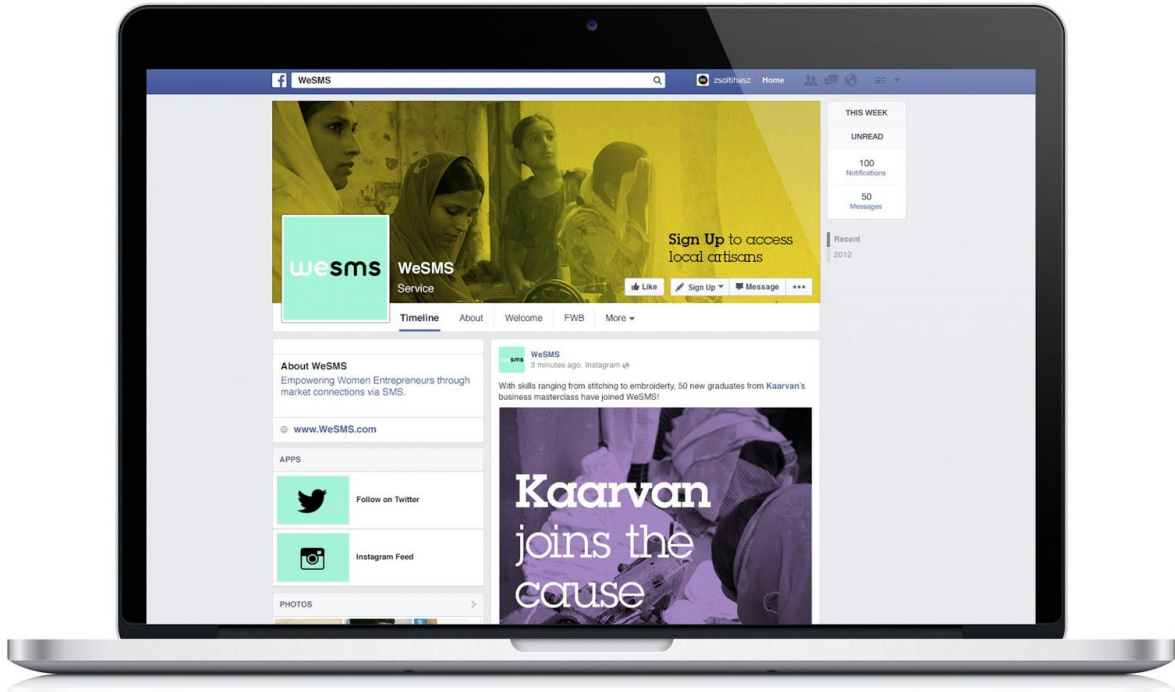 WeSMS
zsoltihasz
Home
THIS WEEK
UNREAD
100
Notifications
50
Messages
Recent
2012
Sign Up to access
local artisans
wesms
WeSMS
Service
Like
Sign Up
Message
Timeline
About
Welcome
FWB
More
About WeSMS
Empowering Women Entrepreneurs through
market connections via SMS.
www.WeSMS.com
APPS
Follow on Twitter
Instagram Feed
PHOTOS
wesms
WeSMS
3 minutes ago. Instagram
With skills ranging from stitching to embroiderty, 50 new graduates from Kaarvan's
business masterclass have joined WeSMS!
Kaarvan
joins the
cause